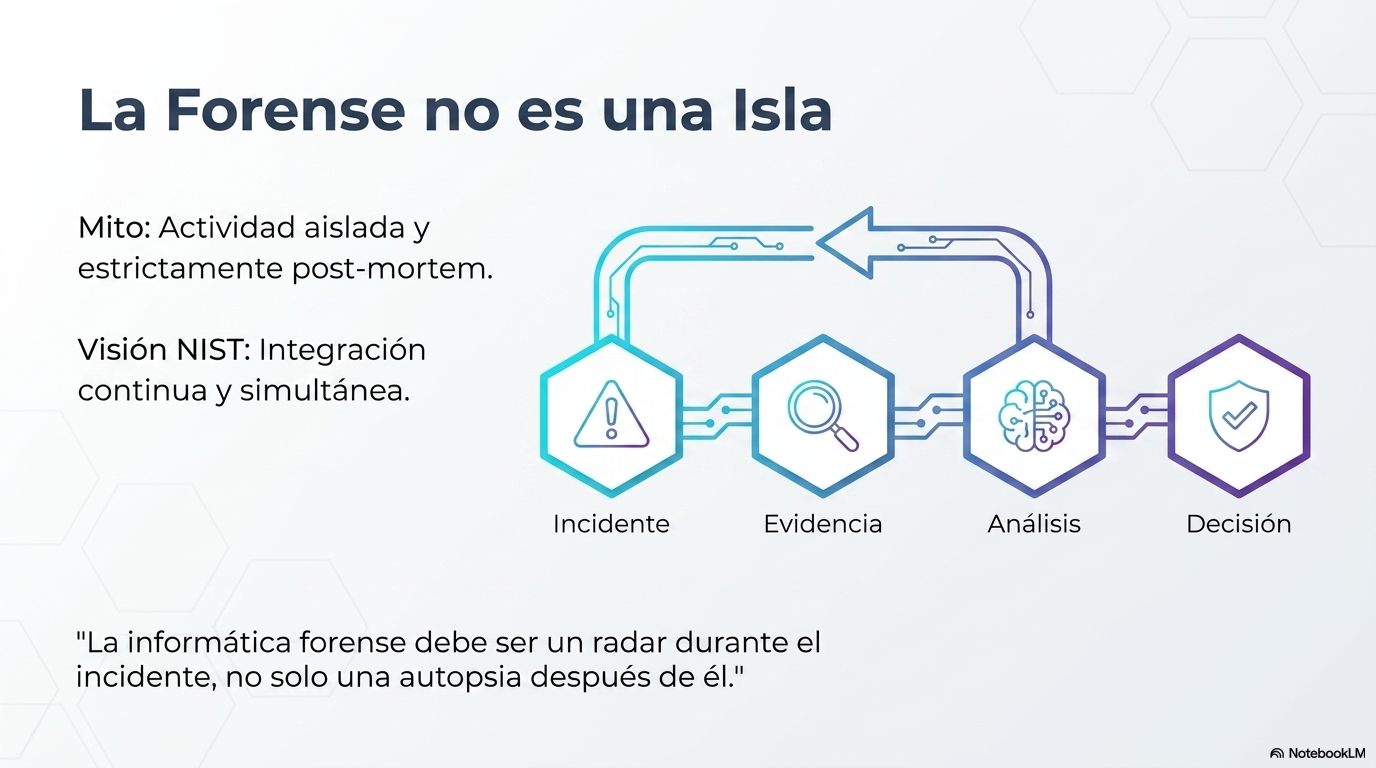 La Forense no es una Isla
Mito: Actividad aislada y
estrictamente post-mortem.
Visión NIST: Integración
continua y simultánea.
Incidente
Evidencia
Análisis
Decisión
"La informática forense debe ser un radar durante el
incidente, no solo una autopsia después de él."
NotebookLM